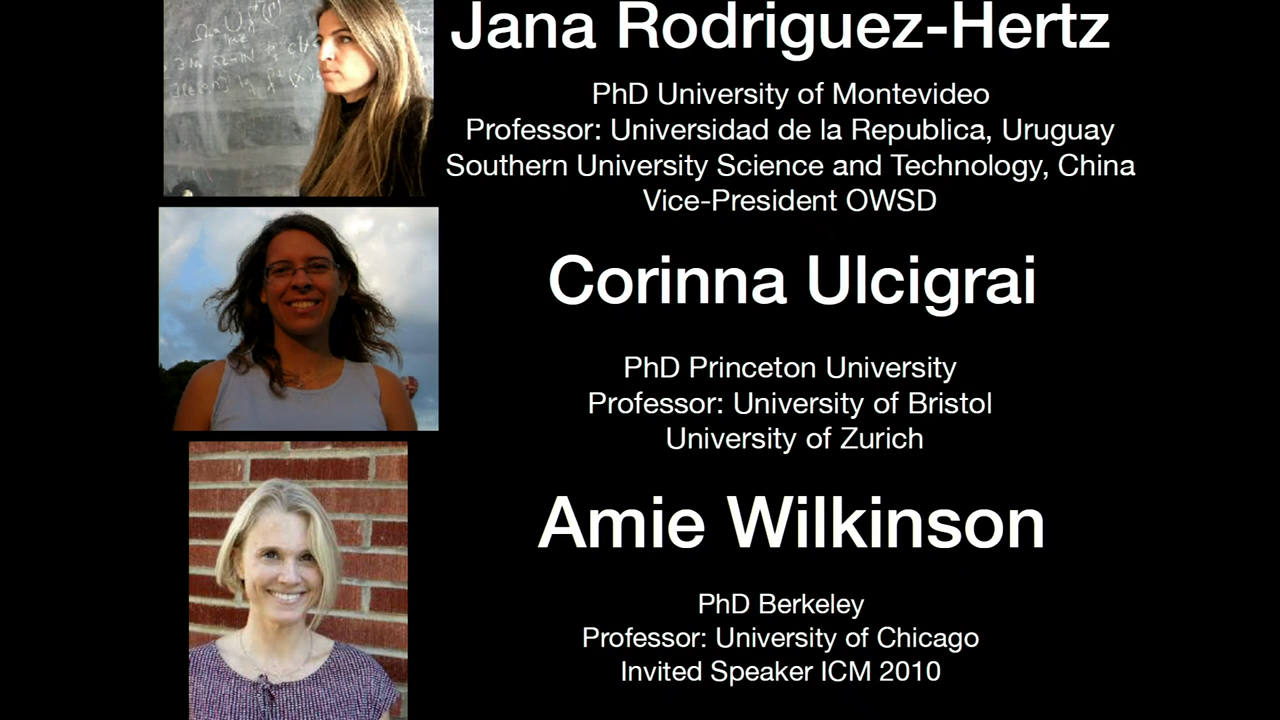 Jana Rodriguez-Hertz
PhD University of Montevideo
Professor: Universidad de la Republica, Uruguay
Southern University Science and Technology, China
Vice-President OWSD
Corinna Ulcigrai
PhD Princeton University
Professor: University of Bristol
University of Zurich
Amie Wilkinson
PhD Berkeley
Professor: University of Chicago
Invited Speaker ICM 2010